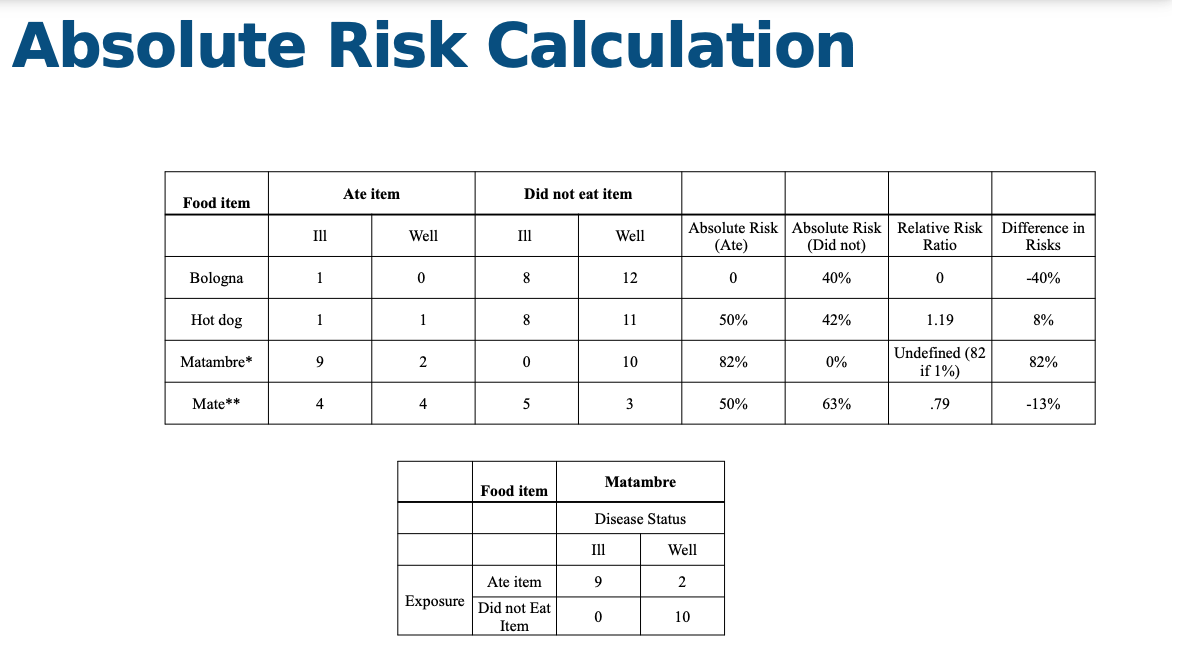 Absolute Risk Calculation
Food item Ate item Did not eat item
Ill Well Ill Well Absolute Risk (Ate) Absolute Risk (Did not) Relative Risk Ratio Difference in Risks
Bologna 1 0 8 12 0 40% 0 -40%
Hot dog 1 1 8 11 50% 42% 1.19 8%
Matambre* 9 2 0 10 82% 0% Undefined (82 if 1%) 82%
Mate** 4 4 5 3 50% 63% .79 -13%
Food item Matambre
Disease Status
Ill Well
Exposure Ate item 9 2
Did not Eat Item 0 10